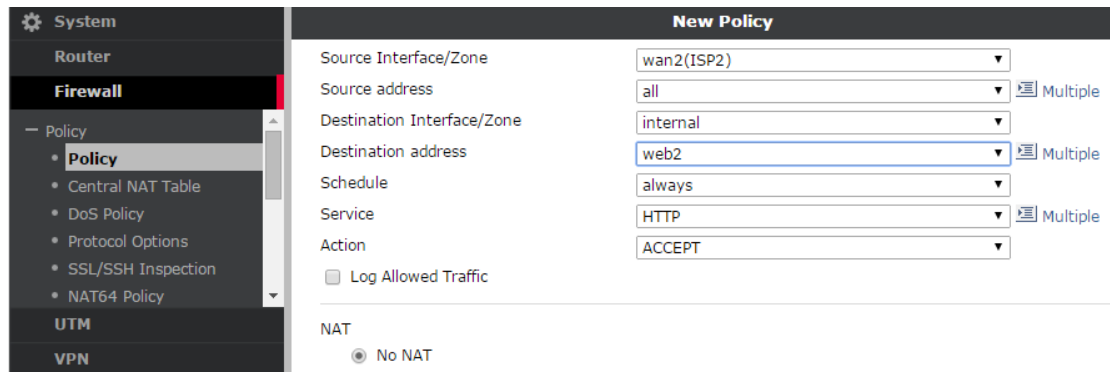 System
Router
Firewall
Policy
Policy
Central NAT Table
DoS Policy
Protocol Options
SSL/SSH Inspection
NAT64 Policy
UTM
VPN
New Policy
Source Interface/Zone wan2(ISP2)
Source address all Multiple
Destination Interface/Zone internal
Destination address web2 Multiple
Schedule always
Service HTTP Multiple
Action ACCEPT
Log Allowed Traffic
NAT
No NAT